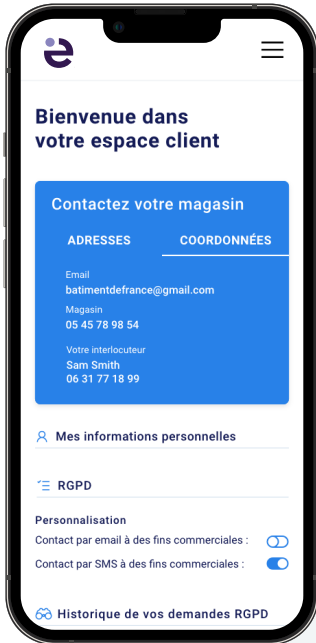 Bienvenue dans
votre espace client
Contactez votre magasin
ADRESSES COORDONNÉES
Email
batimentdefrance@gmail.com
Magasin
05 45 78 98 54
Votre interlocuteur
Sam Smith
06 31 77 18 99
Mes informations personnelles
RGPD
Personnalisation
Contact par email à des fins commerciales :
Contact par SMS à des fins commerciales :
Historique de vos demandes RGPD